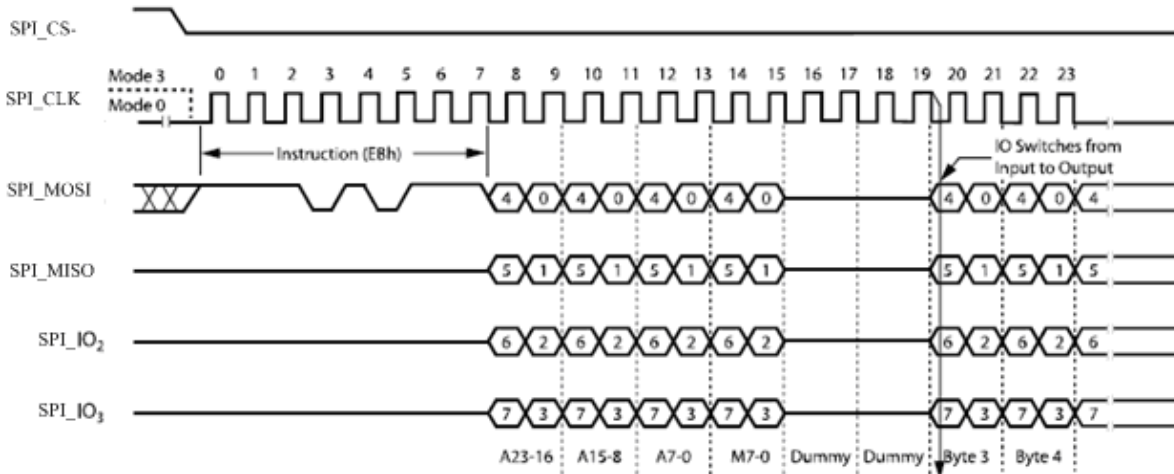 SPI_CS-
0 1 2 3 4 5 6 7 8 9 10 11 12 13 14 15 16 17 18 19 20 21 22 23
Mode 3
SPI_CLK
Mode 0
Instruction (EBh)
IO Switches from
Input to Output
SPI_MOSI 4 0 4 0 4 0 4 0 4 0 4 0 4
SPI_MISO 5 1 5 1 5 1 5 1 5 1 5 1 5
SPI_IO2 6 2 6 2 6 2 6 2 6 2 6 2 6
SPI_IO3 7 3 7 3 7 3 7 3 7 3 7 3 7
A23-16 A15-8 A7-0 M7-0 Dummy Dummy Byte 3 Byte 4